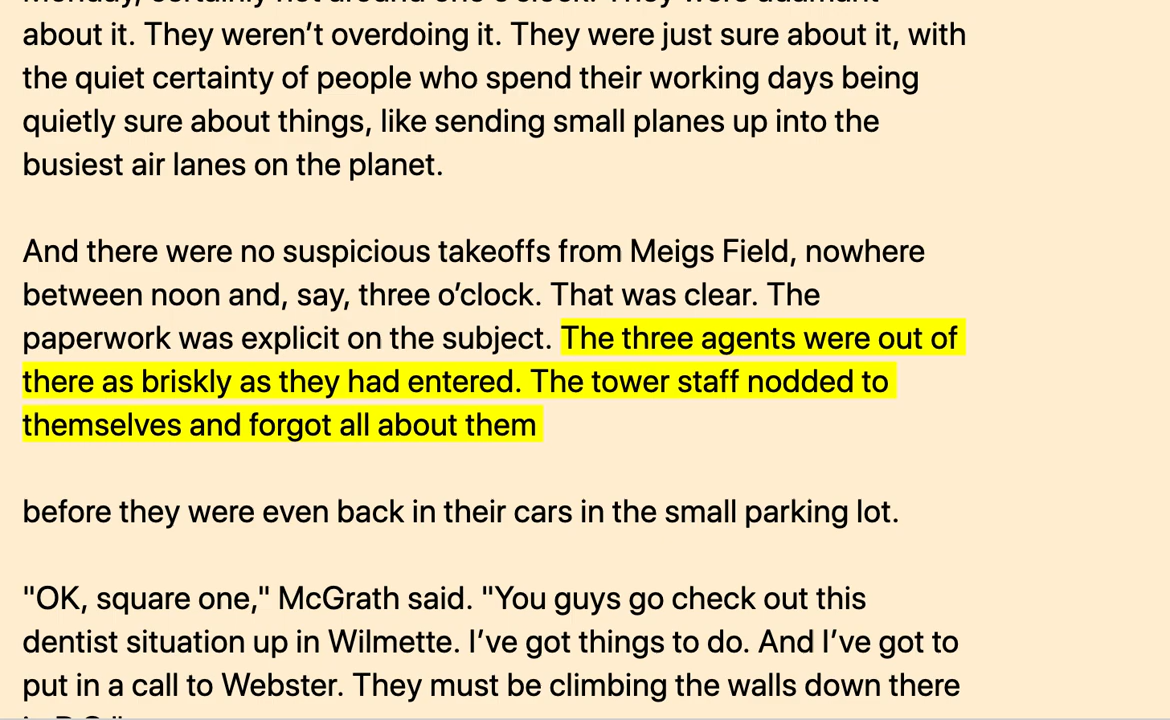 about it. They weren’t overdoing it. They were just sure about it, with
the quiet certainty of people who spend their working days being
quietly sure about things, like sending small planes up into the
busiest air lanes on the planet.
And there were no suspicious takeoffs from Meigs Field, nowhere
between noon and, say, three o’clock. That was clear. The
paperwork was explicit on the subject. The three agents were out of
there as briskly as they had entered. The tower staff nodded to
themselves and forgot all about them
before they were even back in their cars in the small parking lot.
"OK, square one," McGrath said. "You guys go check out this
dentist situation up in Wilmette. I’ve got things to do. And I’ve got to
put in a call to Webster. They must be climbing the walls down there